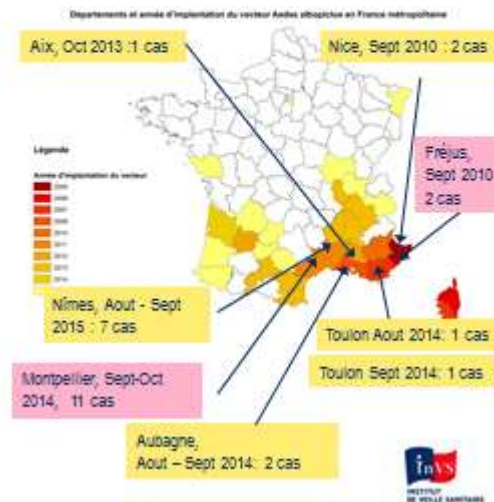 Départements et année d'implantation du vecteur Aedes albopictus en France métropolitaine
Aix, Oct 2013 :1 cas
Nice, Sept 2010 : 2 cas
Légende
Année d'implantation du vecteur
Fréjus,
Sept 2010
2 cas
Nîmes, Aout - Sept
2015 : 7 cas
Toulon Aout 2014: 1 cas
Toulon Sept 2014: 1 cas
Montpellier, Sept-Oct
2014, 11 cas
Aubagne,
Aout – Sept 2014: 2 cas
InVS
INSTITUT
DE VEILLE SANITAIRE